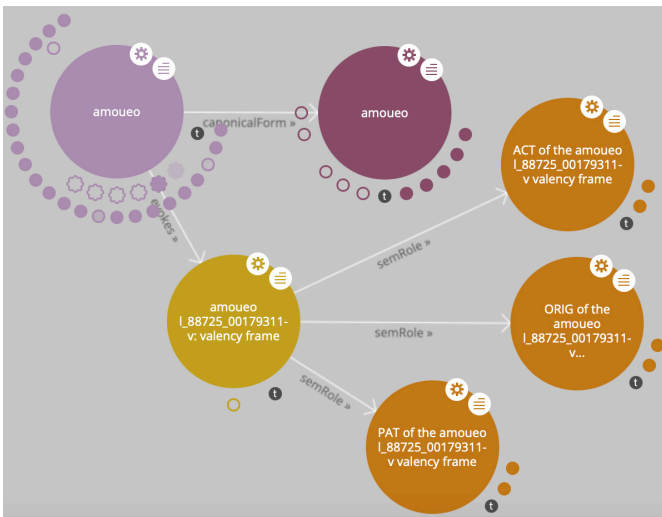 amoueo
canonicalForm »
amoueo
t
t
ACT of the amoueo
l_88725_00179311-
v valency frame
t
evokes »
semRole »
amoueo
l_88725_00179311-
v: valency frame
t
semRole »
ORIG of the
amoueo
l_88725_00179311-
v...
t
semRole »
PAT of the amoueo
l_88725_00179311-
v valency frame
t